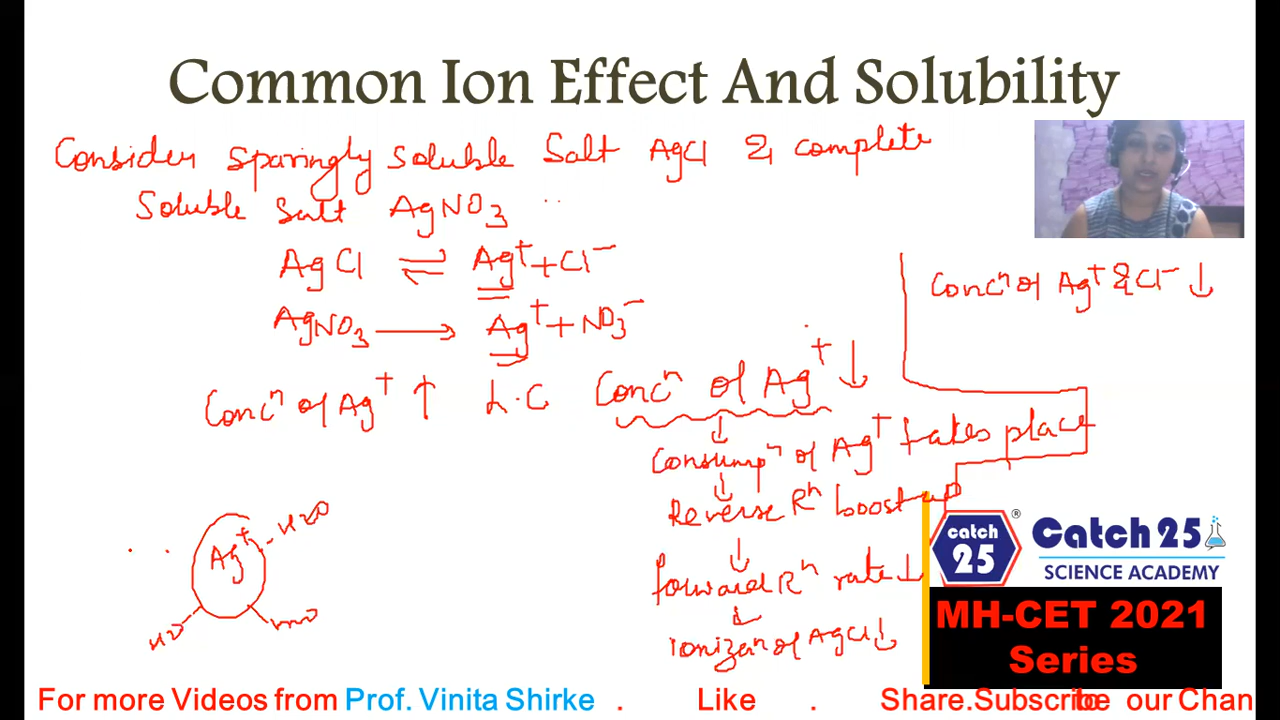 Common Ion Effect And Solubility
Consider sparingly soluble salt AgCl & complete
soluble salt AgNO3
AgCl ⇌ Ag+ + Cl-
AgNO3 → Ag+ + NO3-
Concn of Ag+ ↑ L.C Concn of Ag+ ↓
↓
Consumpn of Ag+ takes place
↓
Reverse Rn boost up
↓
forward Rn rate ↓
↓
ionizan of AgCl ↓
Concn of Ag+ & Cl- ↓
Ag+
H2O
H2O
catch
25
®
Catch 25
SCIENCE ACADEMY
MH-CET 2021
Series
For more Videos from Prof. Vinita Shirke . Like . Share.Subscribe our Chan